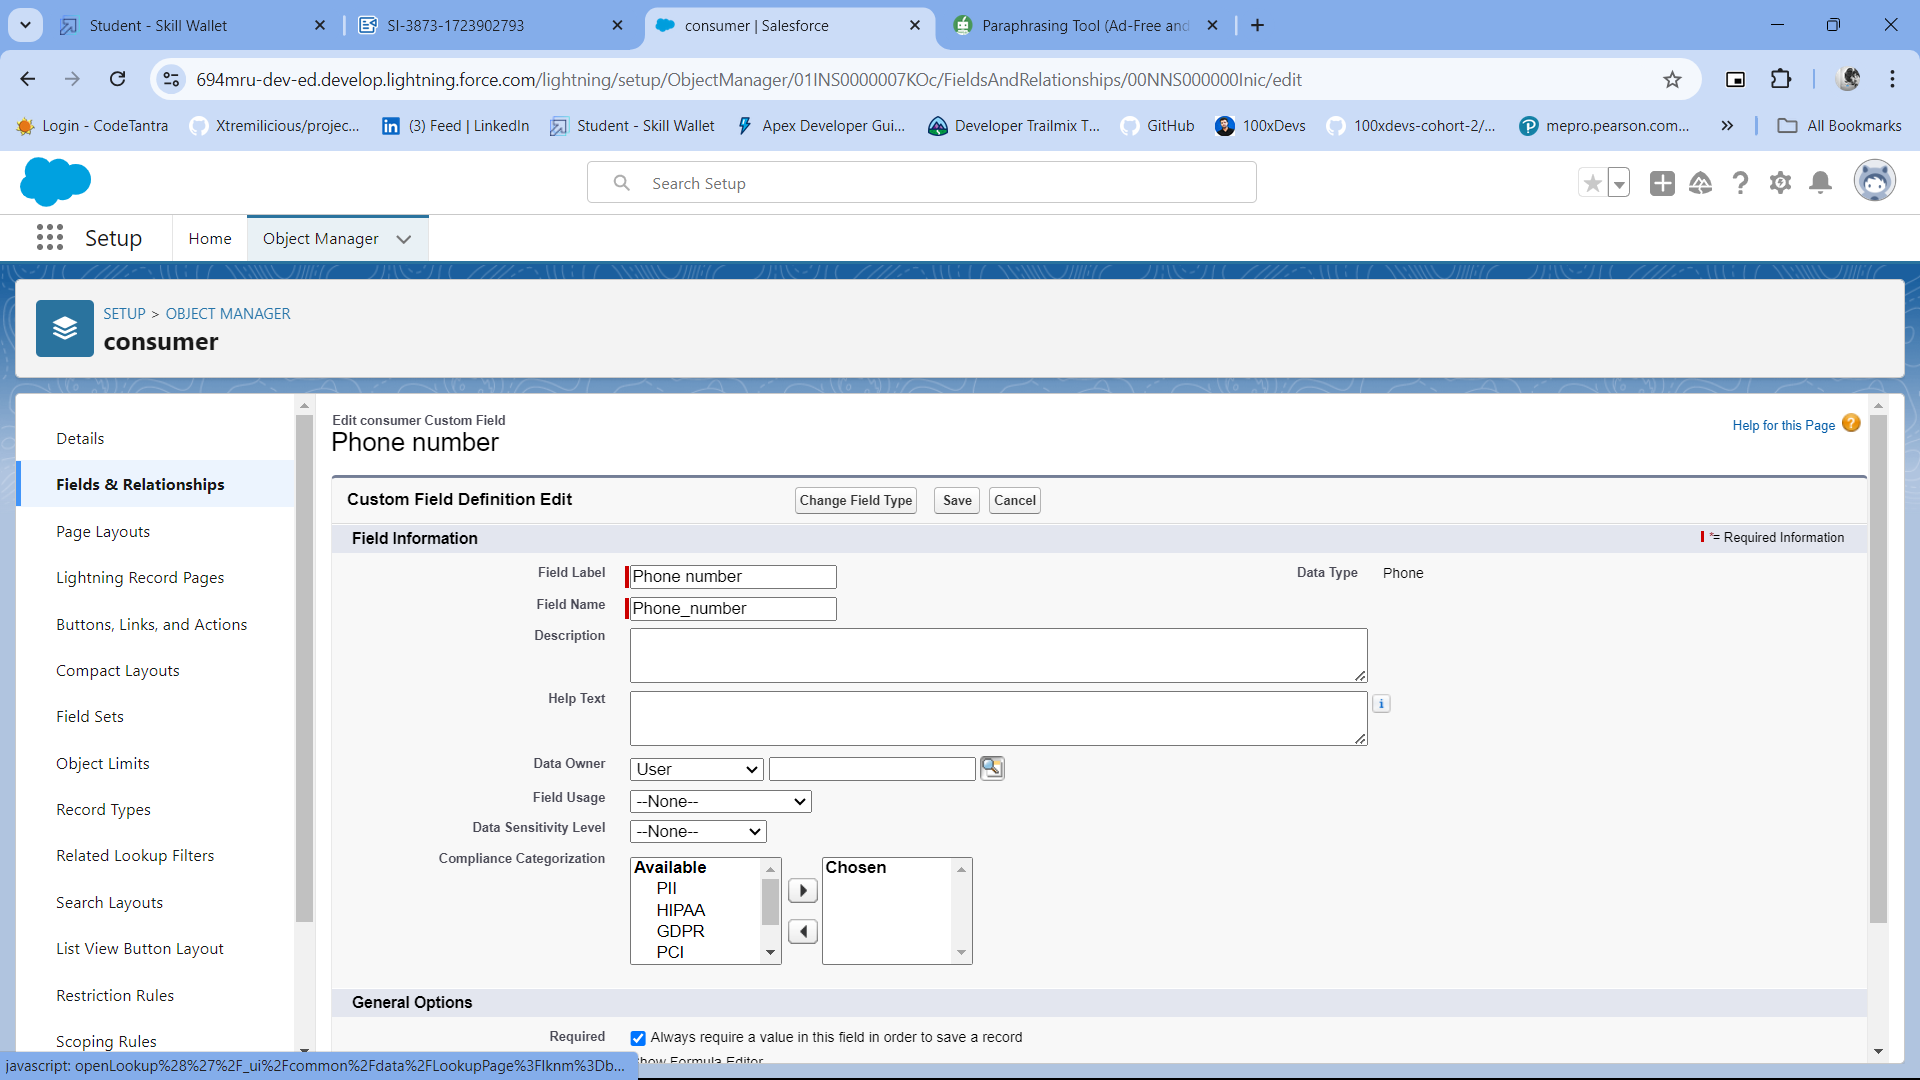 Student - Skill Wallet
SI-3873-1723902793
consumer | Salesforce
Paraphrasing Tool (Ad-Free and
694mru-dev-ed.develop.lightning.force.com/lightning/setup/ObjectManager/01INS0000007KOc/FieldsAndRelationships/00NNS000000Inic/edit
Login - CodeTantra
Xtremilicious/projec...
(3) Feed | LinkedIn
Student - Skill Wallet
Apex Developer Gui...
Developer Trailmix T...
GitHub
100xDevs
100xdevs-cohort-2/...
mepro.pearson.com...
All Bookmarks
Search Setup
Setup
Home
Object Manager
SETUP > OBJECT MANAGER
consumer
Details
Fields & Relationships
Page Layouts
Lightning Record Pages
Buttons, Links, and Actions
Compact Layouts
Field Sets
Object Limits
Record Types
Related Lookup Filters
Search Layouts
List View Button Layout
Restriction Rules
Scoping Rules
Edit consumer Custom Field
Phone number
Help for this Page
Custom Field Definition Edit
Change Field Type
Save
Cancel
Field Information
*= Required Information
Field Label
Phone number
Data Type
Phone
Field Name
Phone_number
Description
Help Text
i
Data Owner
User
Field Usage
--None--
Data Sensitivity Level
--None--
Compliance Categorization
Available
PII
HIPAA
GDPR
PCI
Chosen
General Options
Required
Always require a value in this field in order to save a record
Show Formula Editor
javascript: openLookup%28%27%2F_ui%2Fcommon%2Fdata%2FLookupPage%3Flknm%3Db...